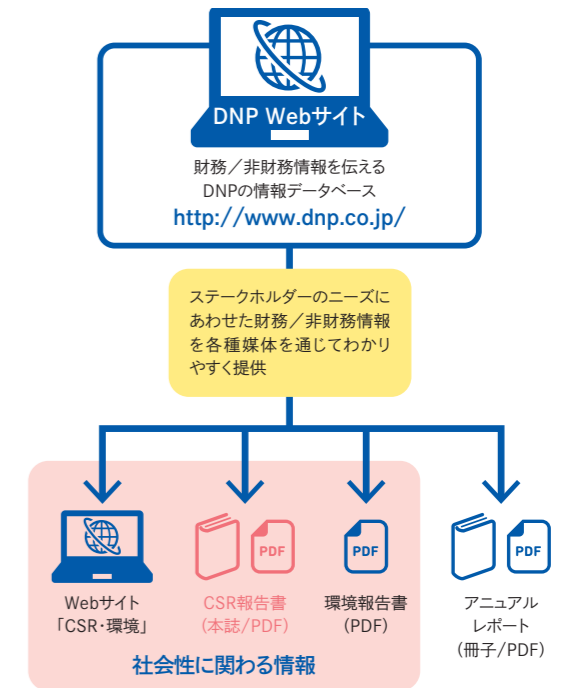 DNP Webサイト
財務／非財務情報を伝える
DNPの情報データベース
http://www.dnp.co.jp/
ステークホルダーのニーズに
あわせた財務／非財務情報
を各種媒体を通じてわかり
やすく提供
Webサイト
「CSR・環境」
PDF
CSR報告書
（本誌/PDF）
PDF
環境報告書
（PDF）
PDF
アニュアル
レポート
（冊子/PDF）
社会性に関わる情報